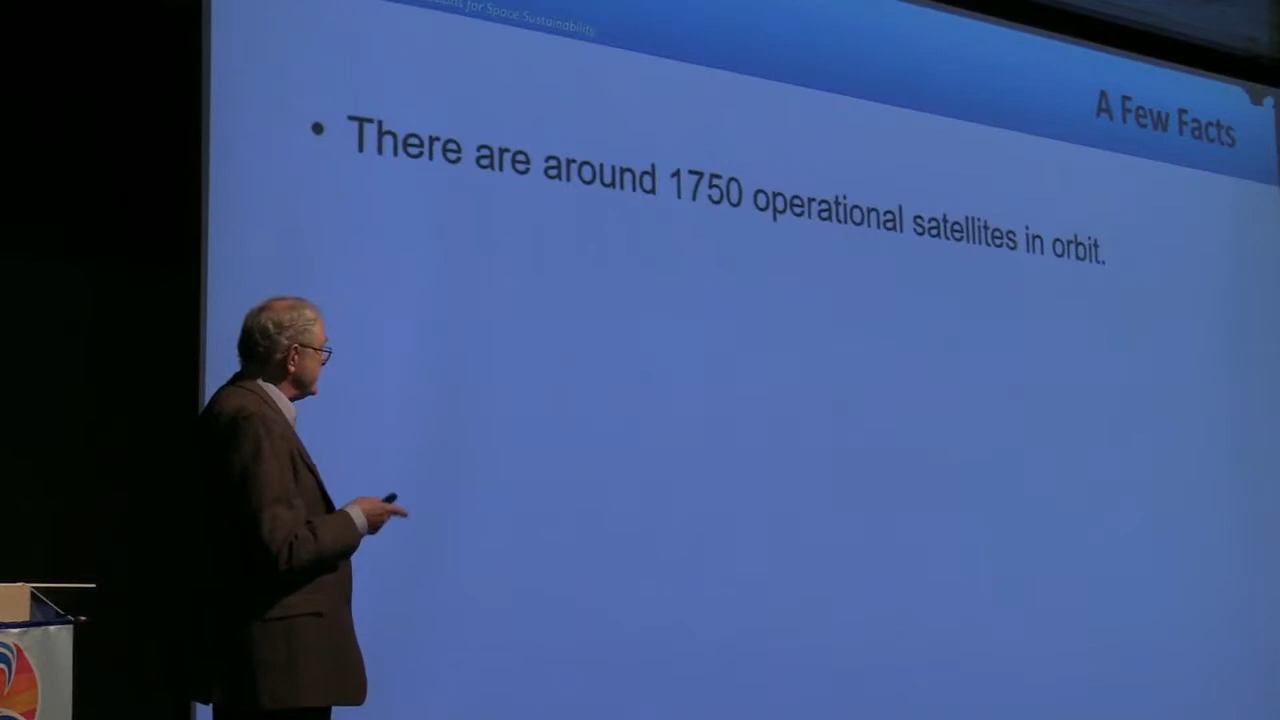 for Space Sustainability
A Few Facts
• There are around 1750 operational satellites in orbit.